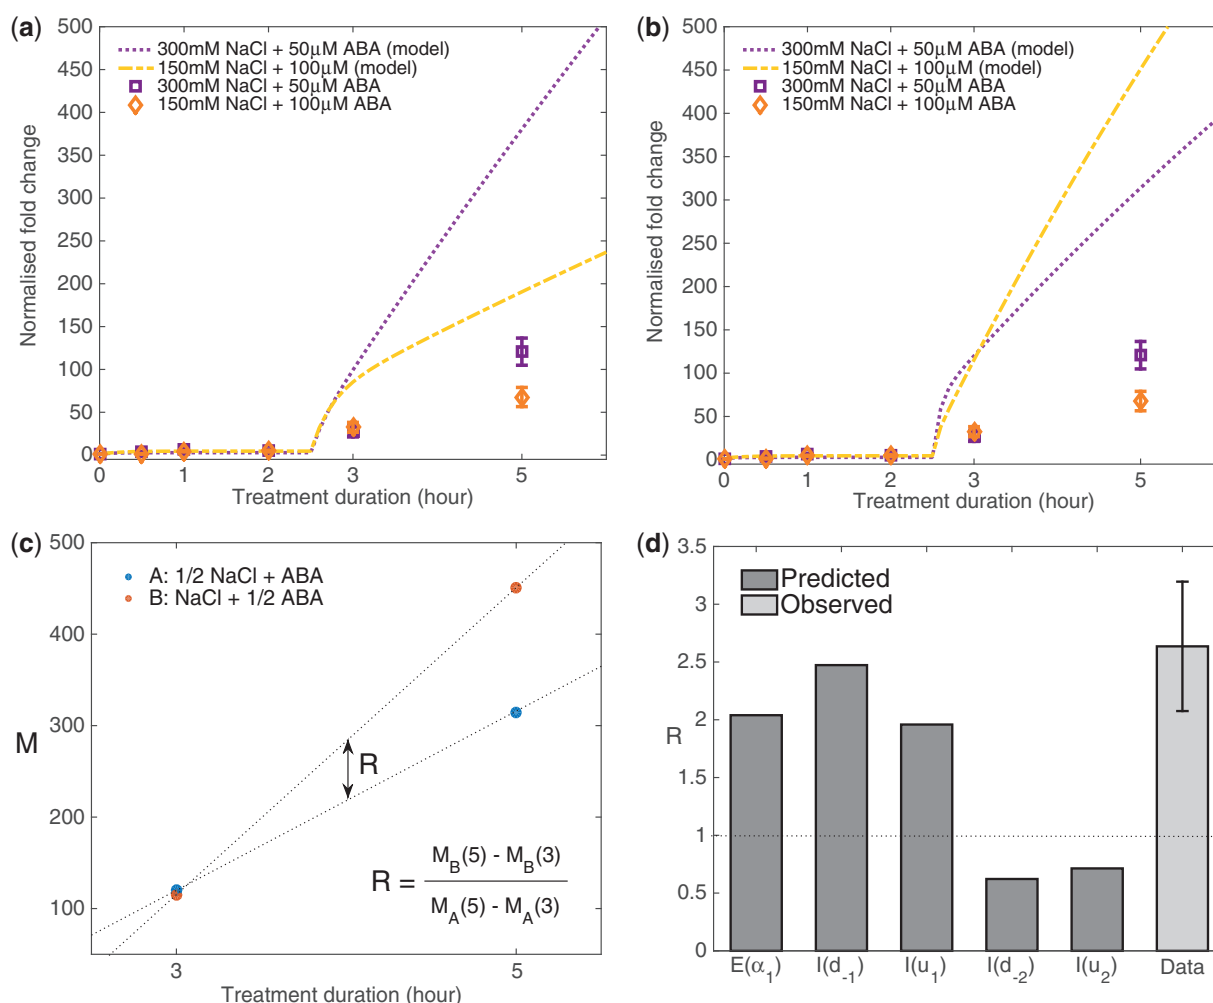 (a)
500
450
400
350
300
250
200
150
100
50
0
Normalised fold change
300mM NaCl + 50μM ABA (model)
150mM NaCl + 100μM (model)
300mM NaCl + 50μM ABA
150mM NaCl + 100μM ABA
0 1 2 3 5
Treatment duration (hour)
(b)
500
450
400
350
300
250
200
150
100
50
0
Normalised fold change
300mM NaCl + 50μM ABA (model)
150mM NaCl + 100μM (model)
300mM NaCl + 50μM ABA
150mM NaCl + 100μM ABA
0 1 2 3 5
Treatment duration (hour)
(c)
500
400
300
200
100
M
A: 1/2 NaCl + ABA
B: NaCl + 1/2 ABA
R
R = M_B(5) - M_B(3) / M_A(5) - M_A(3)
3 5
Treatment duration (hour)
(d)
3.5
3
2.5
2
1.5
1
0.5
0
R
Predicted
Observed
E(α_1) I(d_-1) I(u_1) I(d_-2) I(u_2) Data